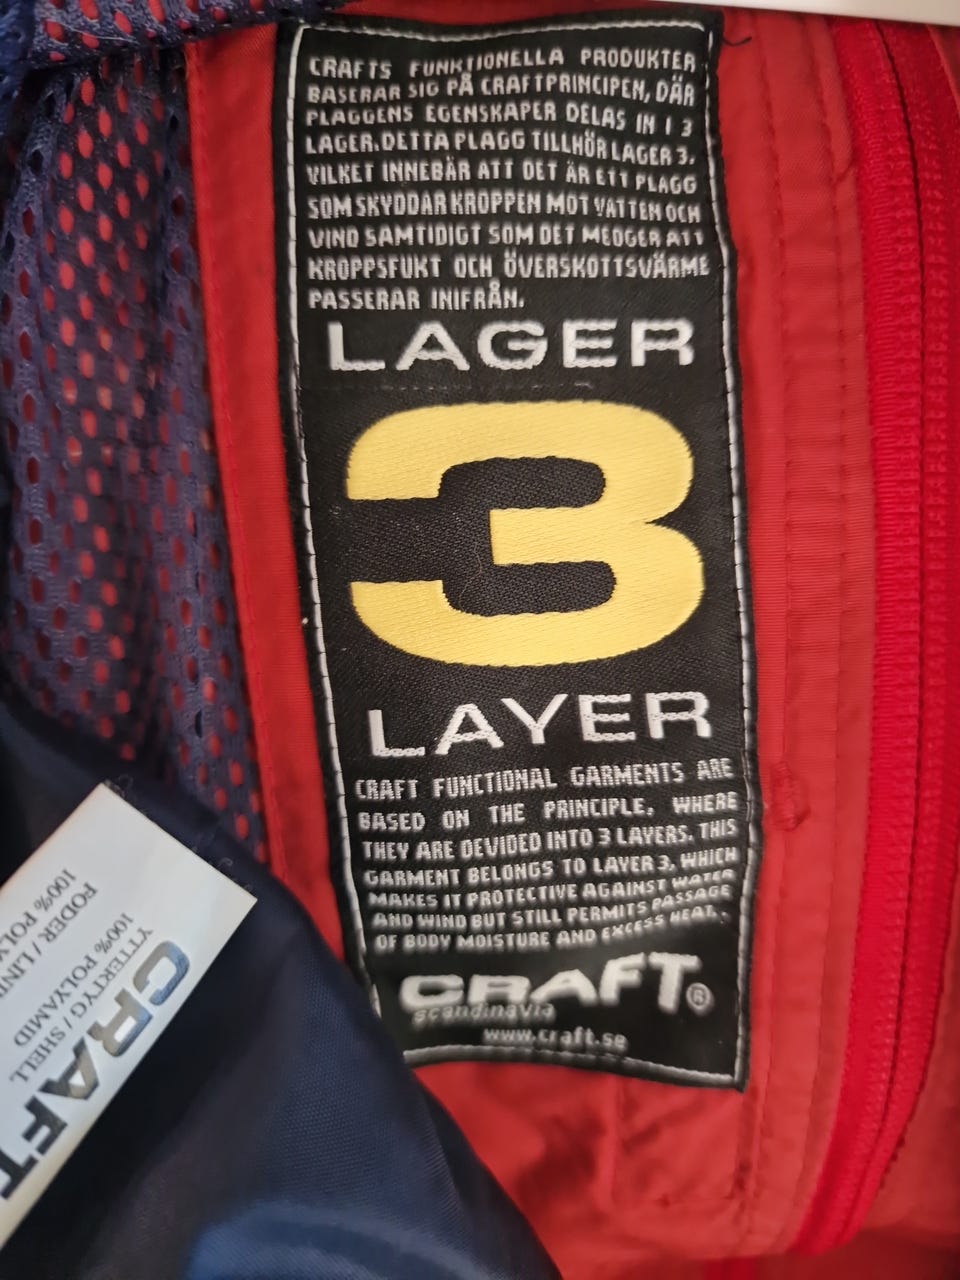 CRAFTS FUNKTIONELLA PRODUKTER
BASERAR SIG PÅ CRAFTPRINCIPEN, DÄR
PLAGGENS EGENSKAPER DELAS IN I 3
LAGER. DETTA PLAGG TILLHÖR LAGER 3,
VILKET INNEBÄR ATT DET ÄR ETT PLAGG
SOM SKYDDAR KROPPEN MOT VATTEN OCH
VIND SAMTIDIGT SOM DET MEDGER ATT
KROPPSFUKT OCH ÖVERSKOTTSVÄRME
PASSERAR INIFRÅN.
LAGER
3
LAYER
CRAFT FUNCTIONAL GARMENTS ARE
BASED ON THE PRINCIPLE, WHERE
THEY ARE DEVIDED INTO 3 LAYERS. THIS
GARMENT BELONGS TO LAYER 3, WHICH
MAKES IT PROTECTIVE AGAINST WATER
AND WIND BUT STILL PERMITS PASSAGE
OF BODY MOISTURE AND EXCESS HEAT.
CRAFT®
scandinavia
www.craft.se
CRAFT
YTTERTYG / SHELL
100% POLYAMID
FODER / LIN
100% POLY